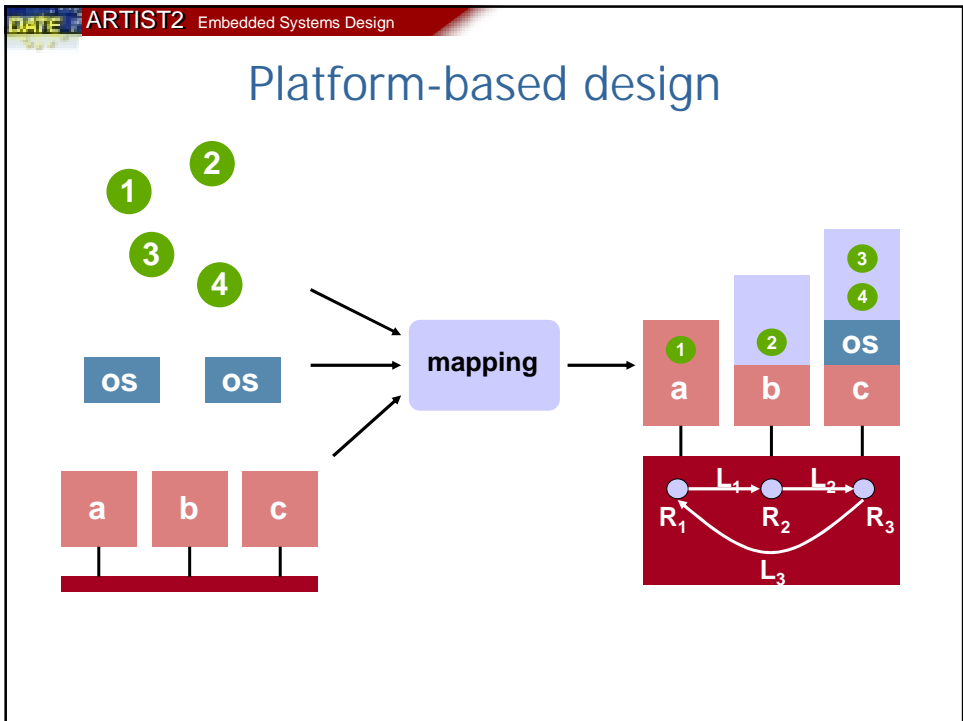 DATE ARTIST2 Embedded Systems Design
Platform-based design
1
2
3
4
os os
a b c
mapping
1
2
3
4
os
a b c
L1 L2
R1 R2 R3
L3